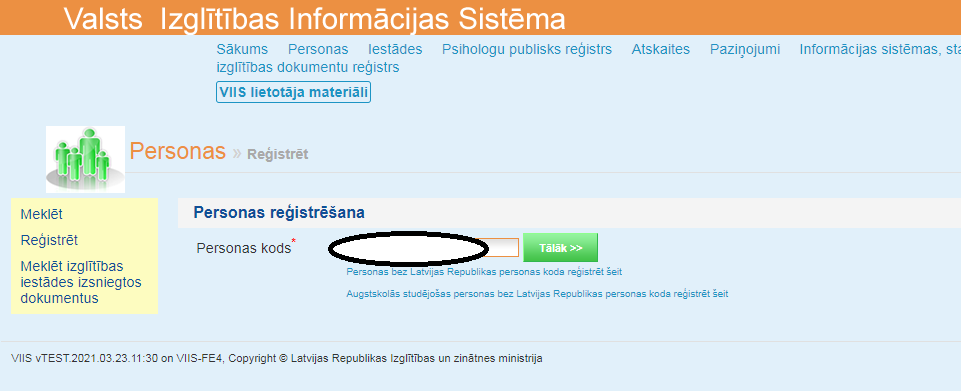 Valsts Izglītības Informācijas Sistēma
Sākums Personas Iestādes Psihologu publisks reģistrs Atskaites Paziņojumi Informācijas sistēmas,
izglītības dokumentu reģistrs
VIIS lietotāja materiāli
Personas » Reģistrēt
Meklēt
Reģistrēt
Meklēt izglītības
iestādes izsniegtos
dokumentus
Personas reģistrēšana
Personas kods* Tālāk >>
Personas bez Latvijas Republikas personas koda reģistrēt šeit
Augstskolās studējošas personas bez Latvijas Republikas personas koda reģistrēt šeit
VIIS vTEST.2021.03.23.11:30 on VIIS-FE4, Copyright © Latvijas Republikas Izglītības un zinātnes ministrija